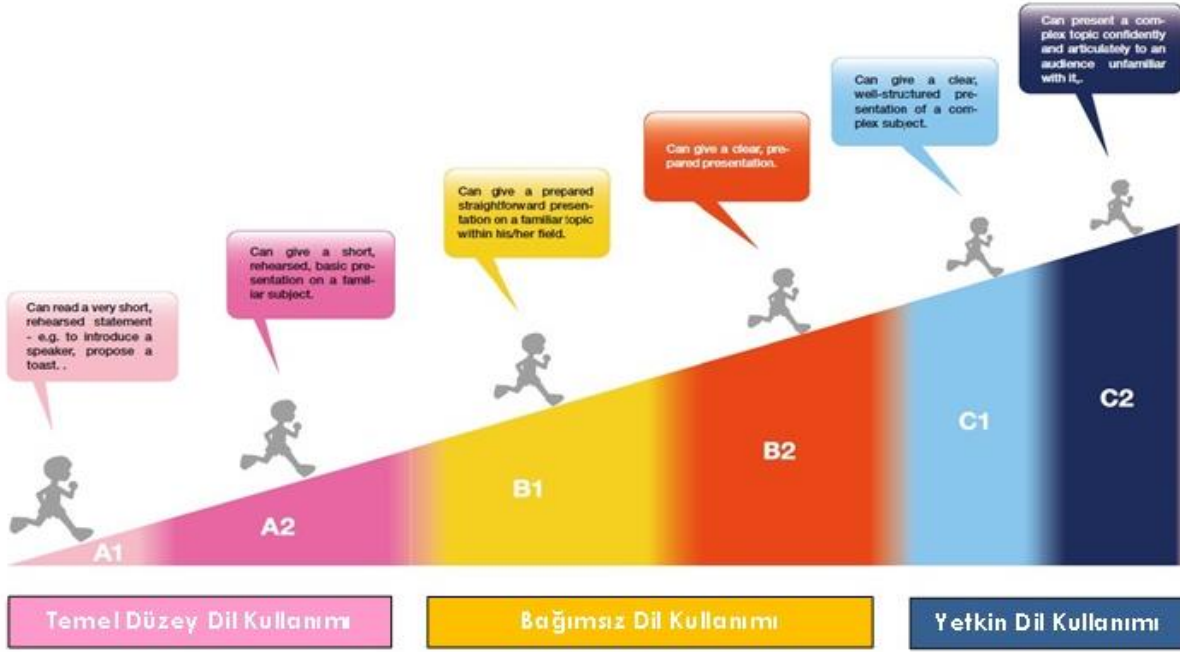 Can read a very short,
rehearsed statement
- e.g. to introduce a
speaker, propose a
toast. .
Can give a short,
rehearsed, basic pre-
sentation on a famil-
iar subject.
Can give a prepared
straightforward presen-
tation on a familiar topic
within his/her field.
Can give a clear, pre-
pared presentation.
Can give a clear,
well-structured pre-
sentation of a com-
plex subject.
Can present a com-
plex topic confidently
and articulately to an
audience unfamiliar
with it,.
A1
A2
B1
B2
C1
C2
Temel Düzey Dil Kullanımı
Bağımsız Dil Kullanımı
Yetkin Dil Kullanımı